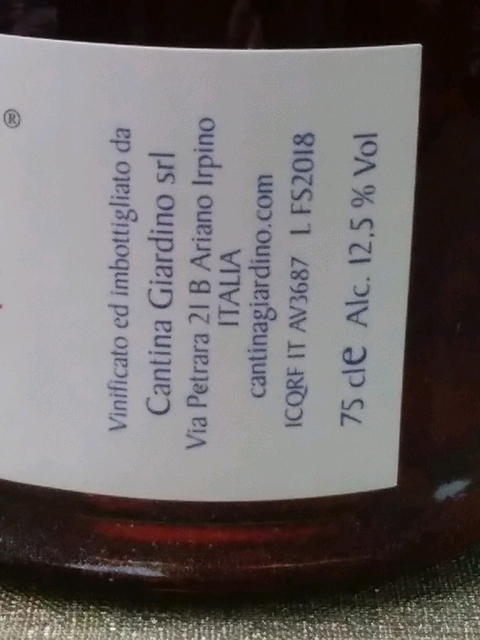 ®
Vinificato ed imbottigliato da
Cantina Giardino srl
Via Petrara 21 B Ariano Irpino
ITALIA
cantinagiardino.com
ICQRF IT AV3687 L FS2018
75 cle Alc. 12,5 % Vol